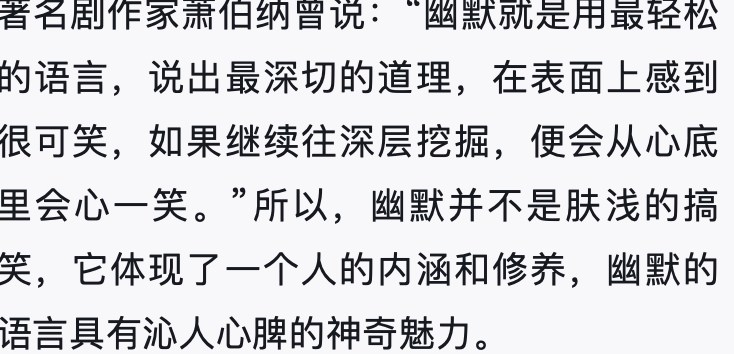 著名剧作家萧伯纳曾说：“幽默就是用最轻松
的语言，说出最深切的道理，在表面上感到
很可笑，如果继续往深层挖掘，便会从心底
里会心一笑。”所以，幽默并不是肤浅的搞
笑，它体现了一个人的内涵和修养，幽默的
语言具有沁人心脾的神奇魅力。